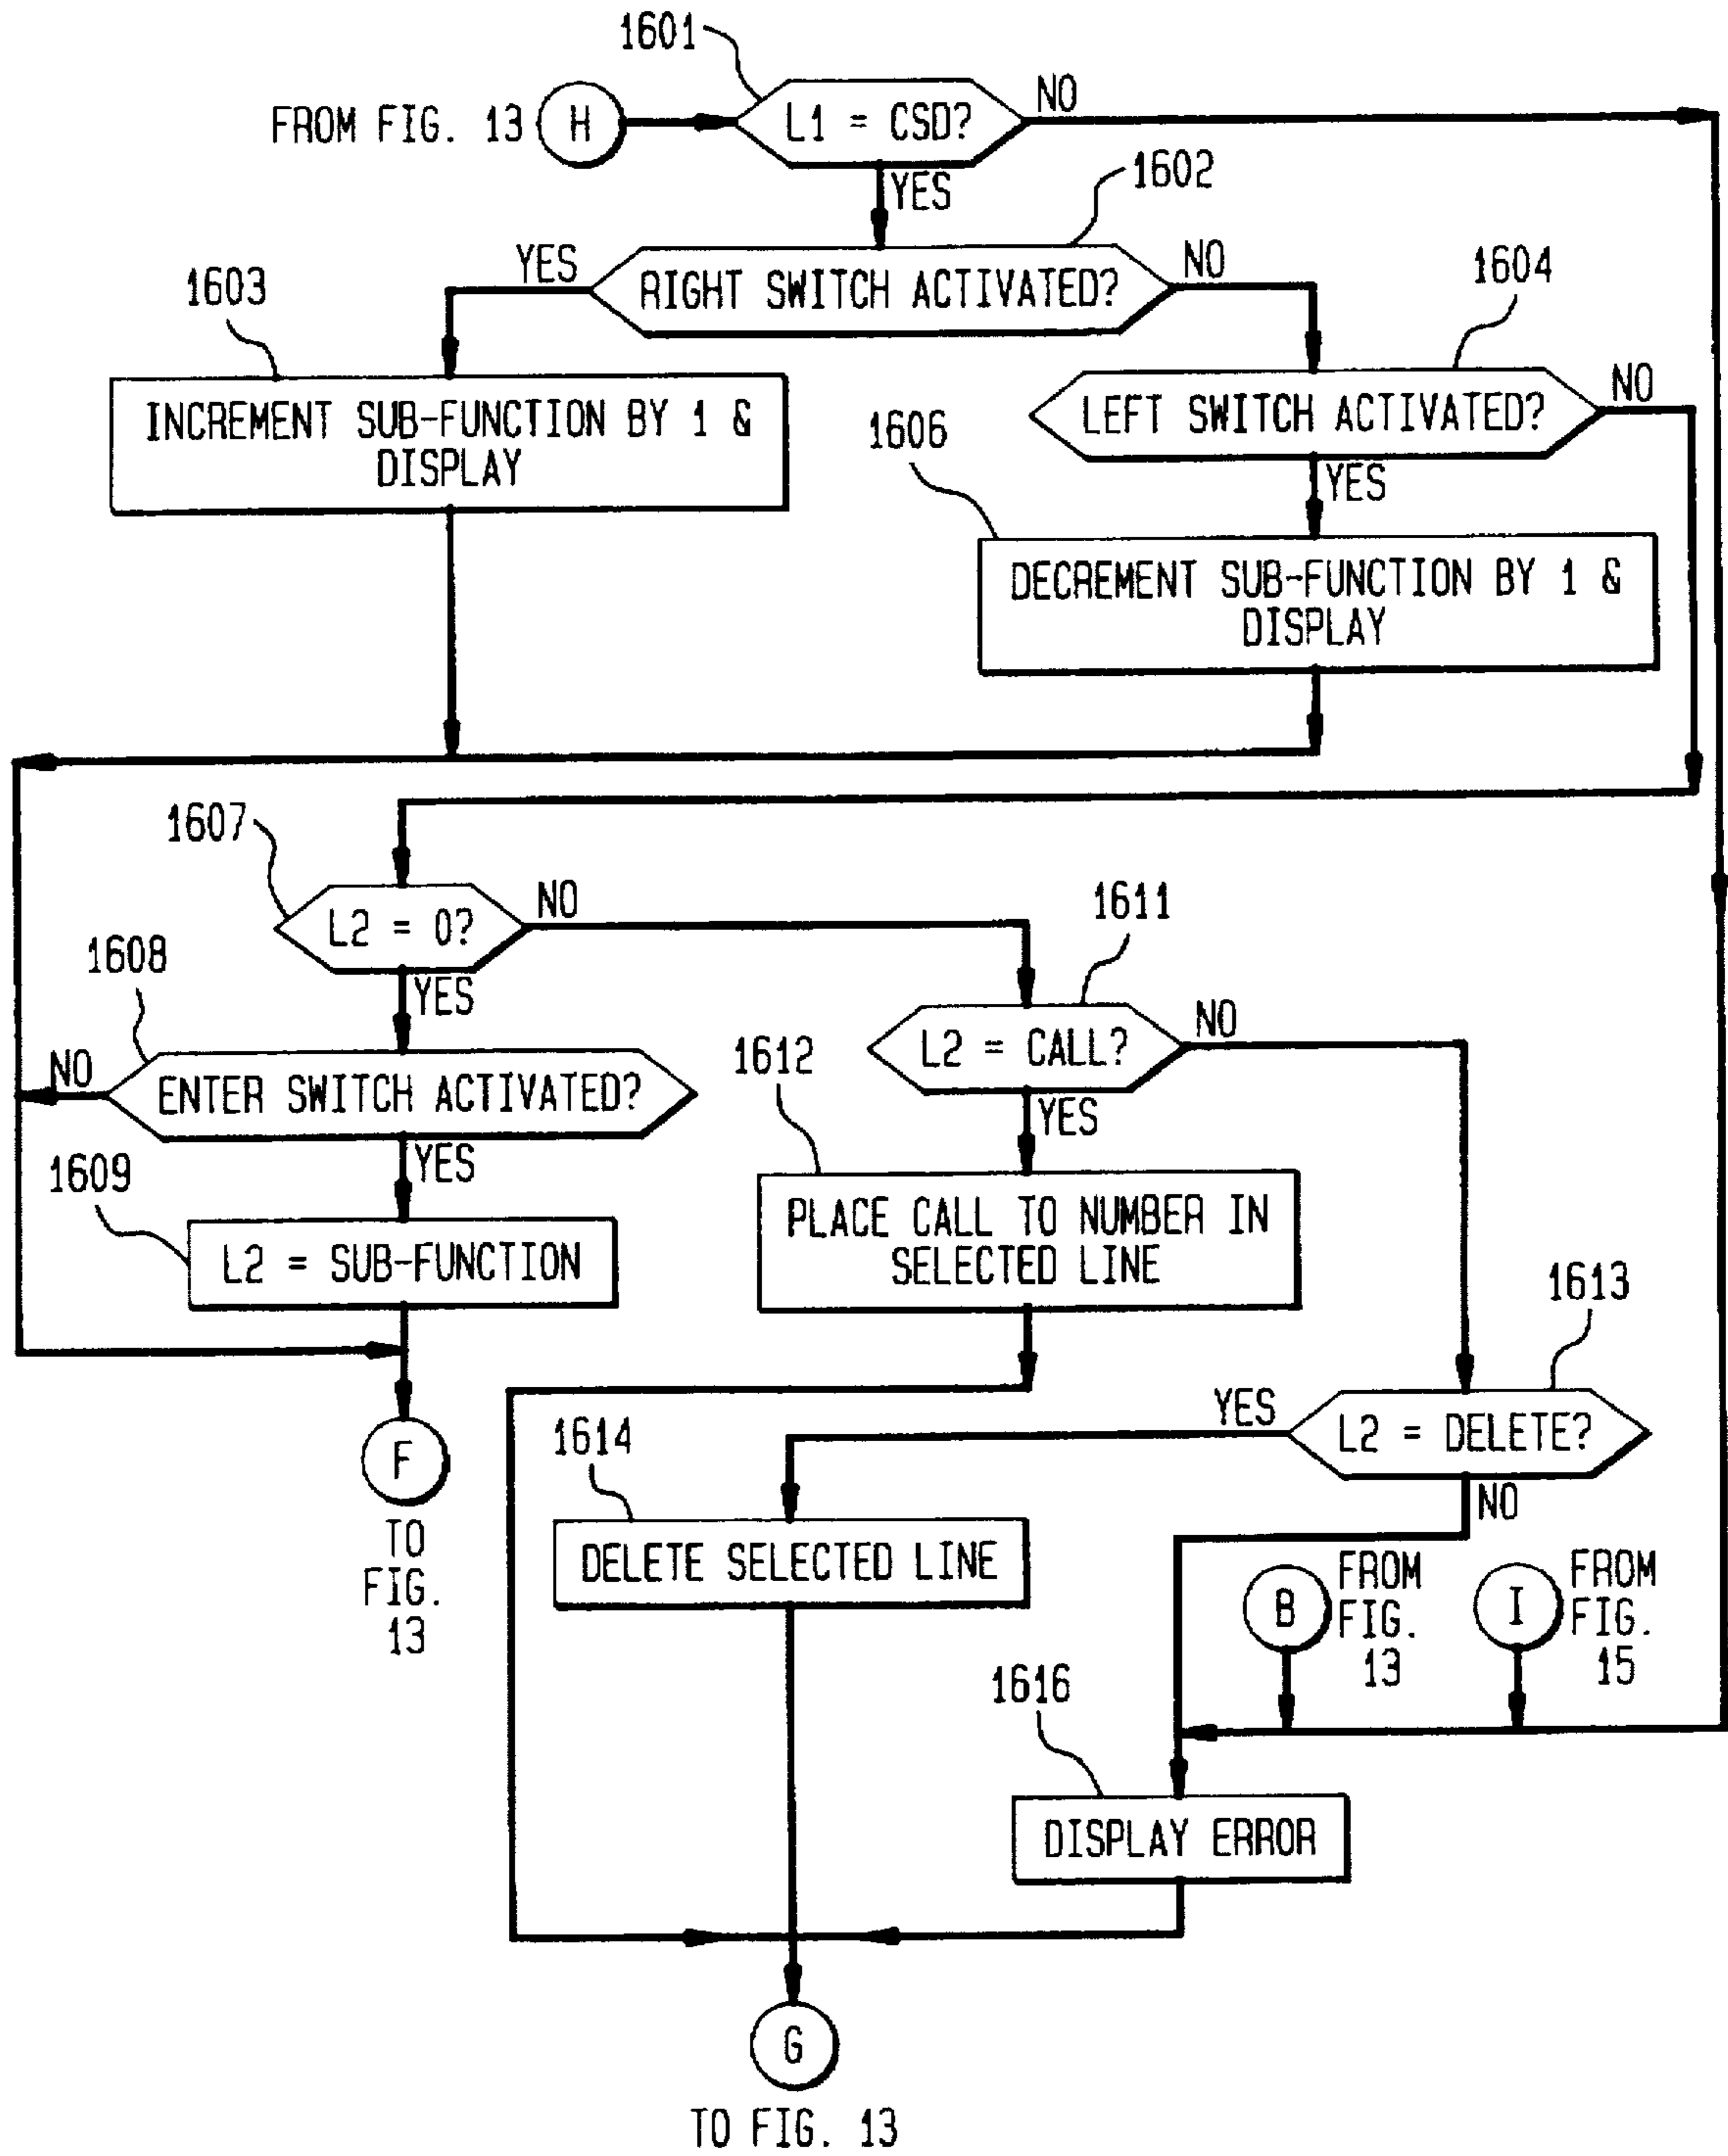 1601
FROM FIG. 13
H
L1 = CSD?
NO
YES
1602
YES
RIGHT SWITCH ACTIVATED?
NO
1603
1604
INCREMENT SUB-FUNCTION BY 1 &
DISPLAY
LEFT SWITCH ACTIVATED?
NO
1606
YES
DECREMENT SUB-FUNCTION BY 1 &
DISPLAY
1607
L2 = 0?
NO
1611
1608
YES
L2 = CALL?
NO
NO
ENTER SWITCH ACTIVATED?
1612
YES
YES
1609
L2 = SUB-FUNCTION
PLACE CALL TO NUMBER IN
SELECTED LINE
1613
F
TO
FIG.
13
YES
L2 = DELETE?
1614
NO
DELETE SELECTED LINE
B
FROM
FIG.
13
I
FROM
FIG.
15
1616
DISPLAY ERROR
G
TO FIG. 13